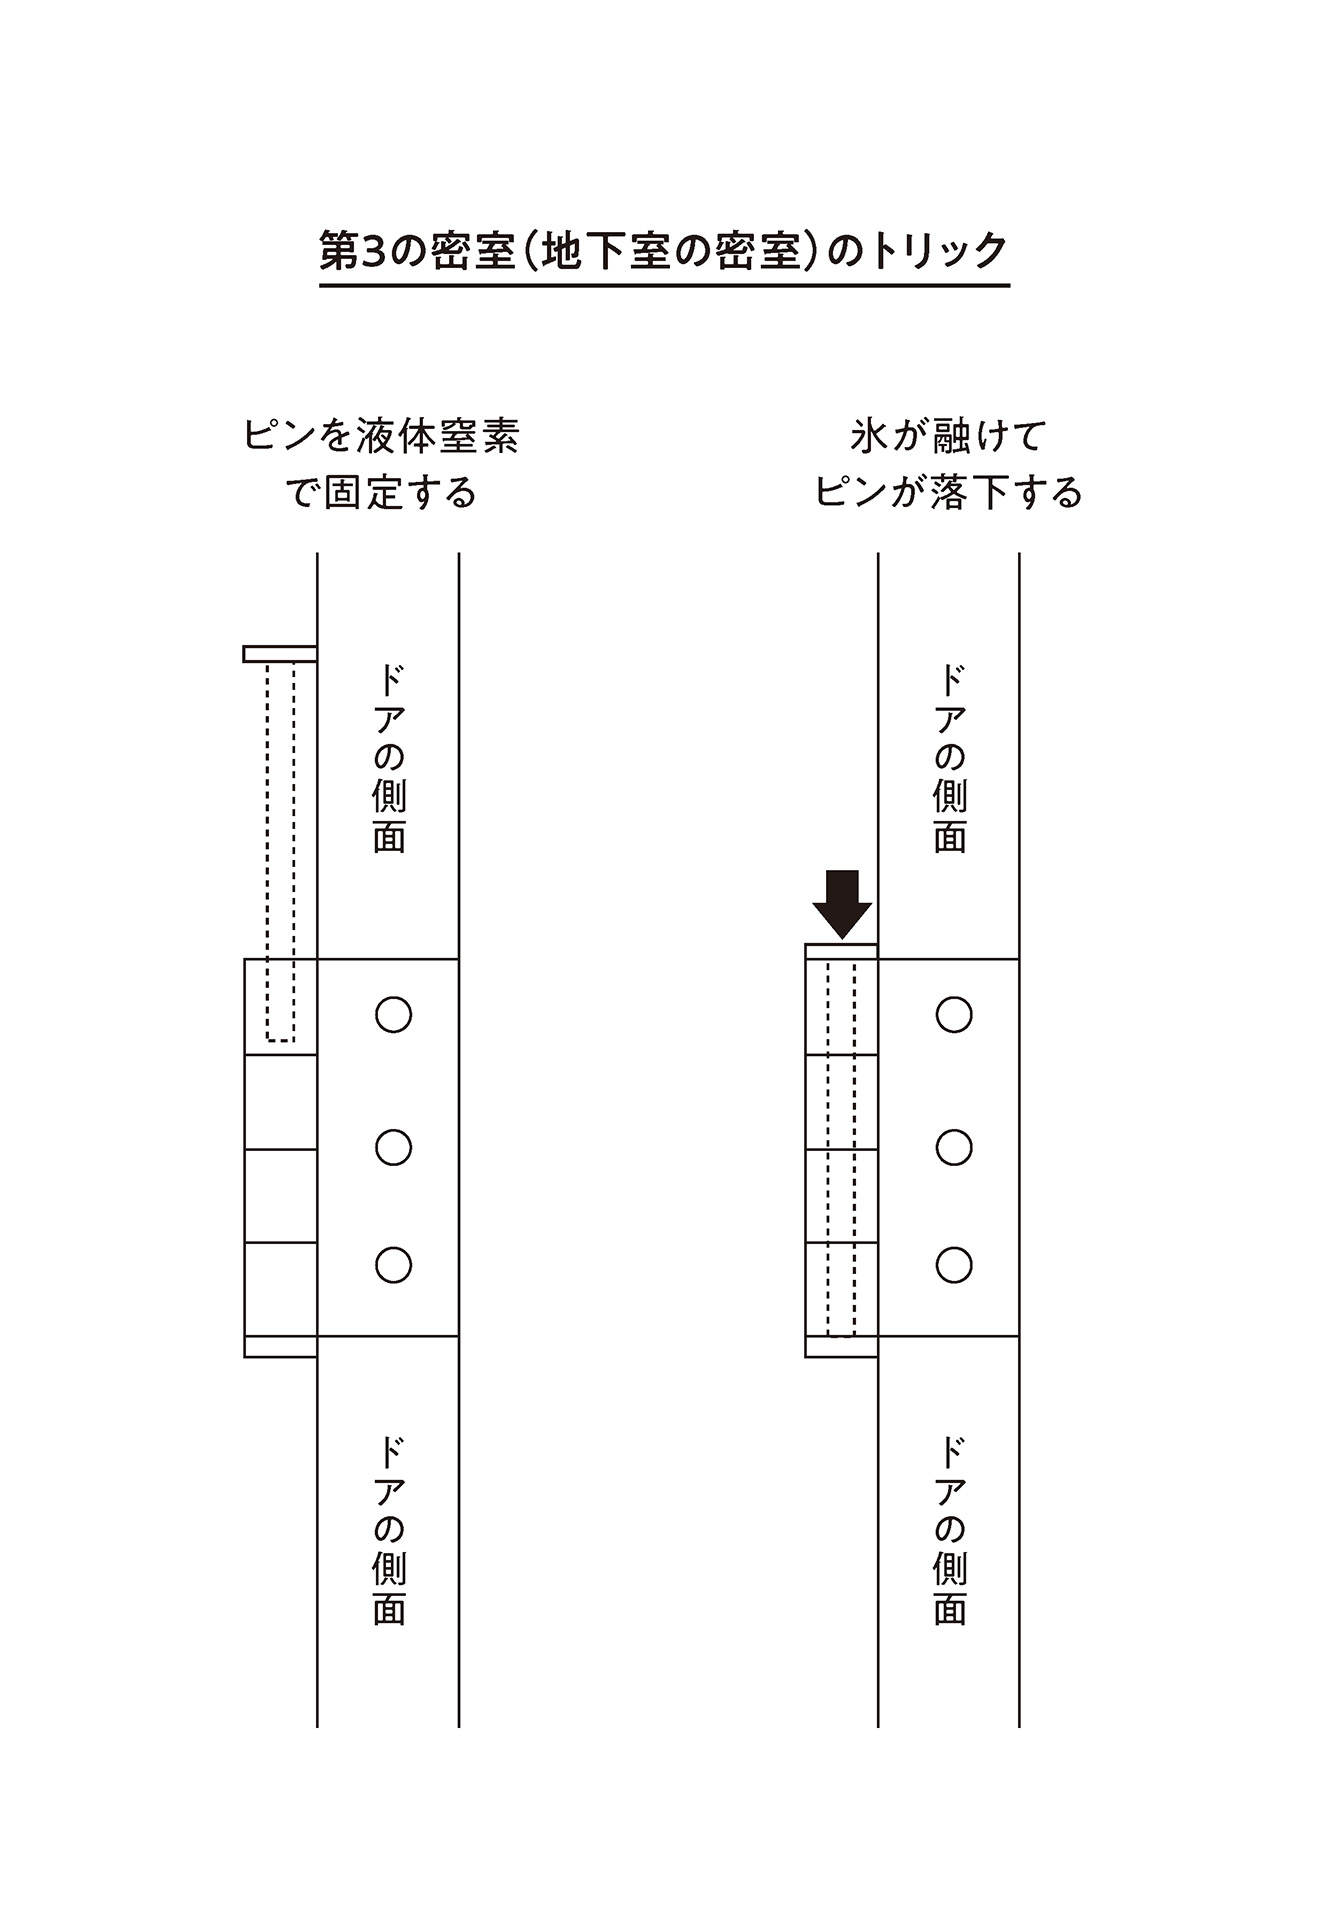 第3の密室(地下室の密室)のトリック
ピンを液体窒素
で固定する
ドアの側面
ドアの側面
氷が融けて
ピンが落下する
ドアの側面
ドアの側面